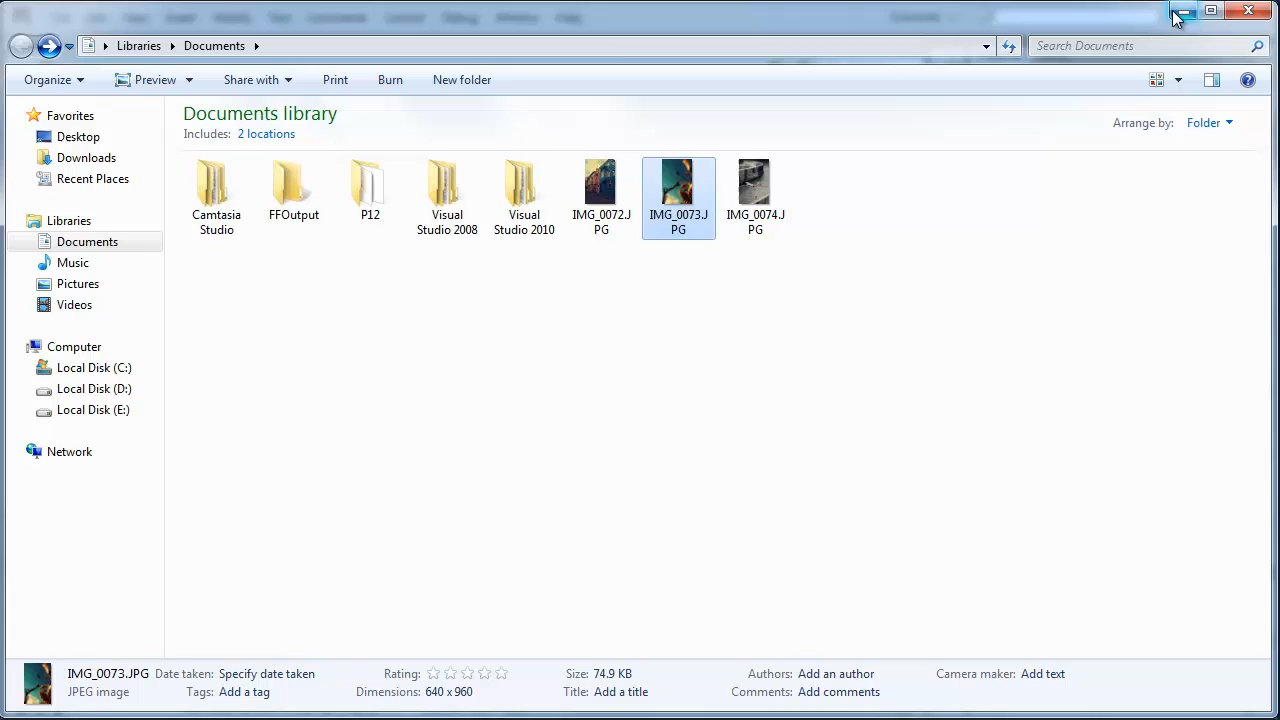 Libraries Documents
Search Documents
Organize Preview Share with Print Burn New folder
Favorites
Desktop
Downloads
Recent Places
Libraries
Documents
Music
Pictures
Videos
Computer
Local Disk (C:)
Local Disk (D:)
Local Disk (E:)
Network
Documents library
Includes: 2 locations
Arrange by: Folder
Camtasia
Studio
FFOutput
P12
Visual
Studio 2008
Visual
Studio 2010
IMG_0072.J
PG
IMG_0073.J
PG
IMG_0074.J
PG
IMG_0073.JPG Date taken: Specify date taken Rating: Size: 74.9 KB Authors: Add an author Camera maker: Add text
JPEG image Tags: Add a tag Dimensions: 640 x 960 Title: Add a title Comments: Add comments